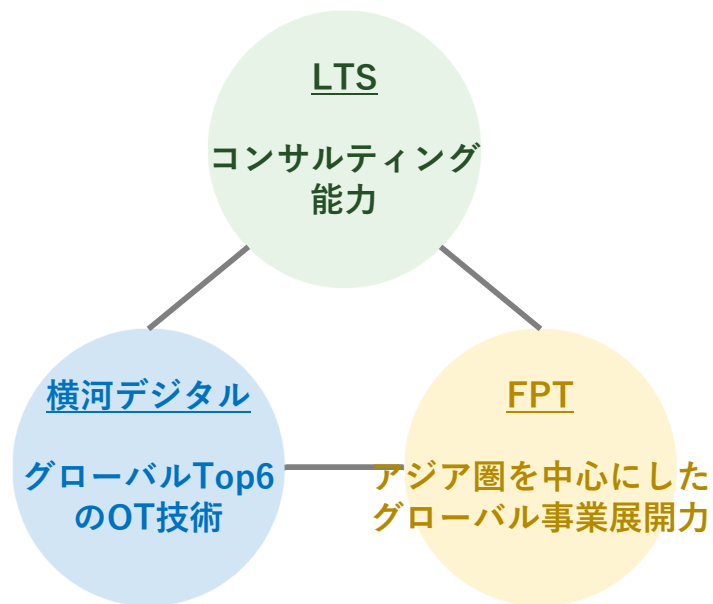 LTS
コンサルティング
能力
横河デジタル
グローバルTop6
のOT技術
FPT
アジア圏を中心にした
グローバル事業展開力